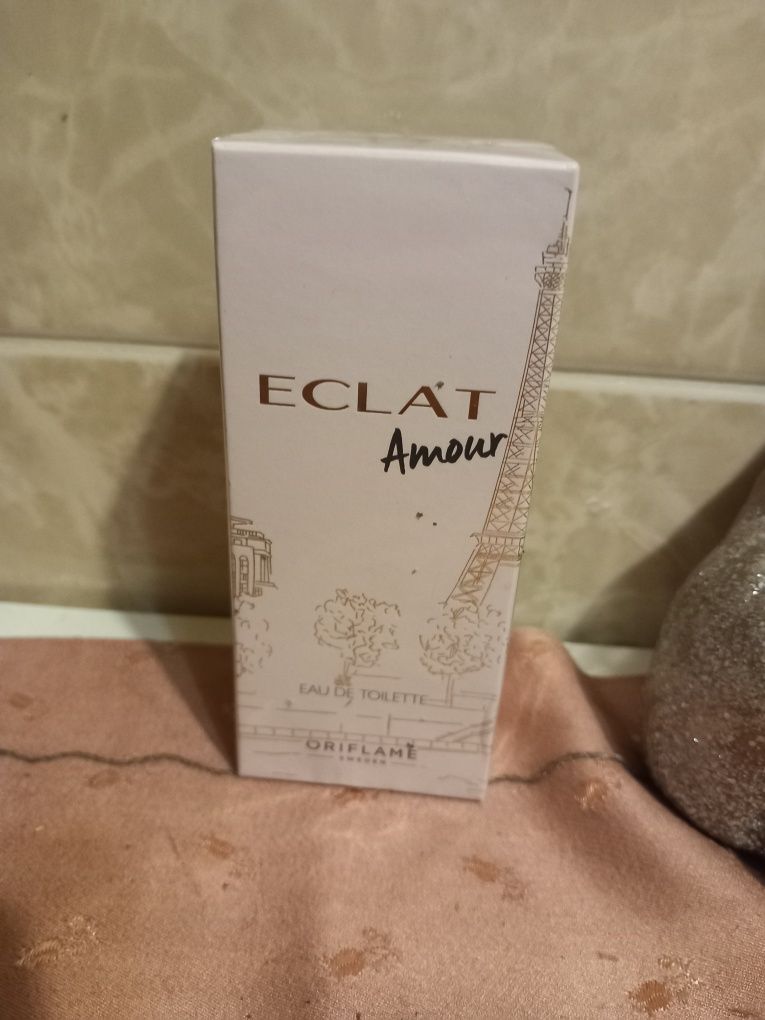 ECLAT
Amour
EAU DE TOILETTE
ORIFLAME
SWEDEN